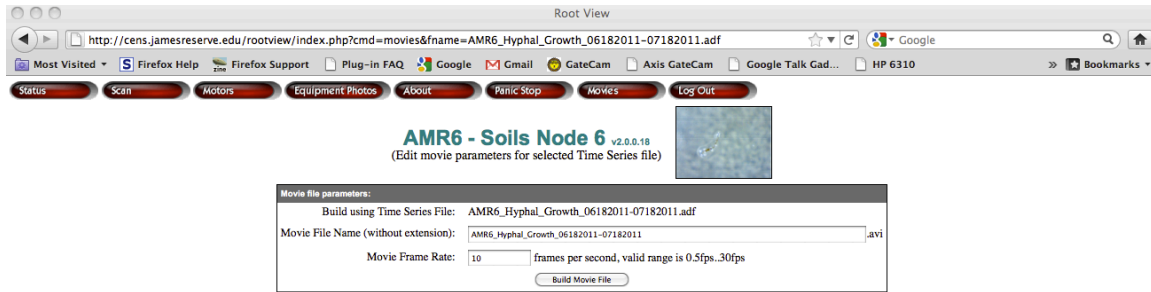 Root View
http://cens.jamesreserve.edu/rootview/index.php?cmd=movies&fname=AMR6_Hyphal_Growth_06182011-07182011.adf
Google
Most Visited Firefox Help Firefox Support Plug-in FAQ Google Gmail GateCam Axis GateCam Google Talk Gad... HP 6310 » Bookmarks
Status Scan Motors Equipment Photos About Panic Stop Movies Log Out
AMR6 - Soils Node 6 v2.0.0.18
(Edit movie parameters for selected Time Series file)
Movie file parameters:
Build using Time Series File: AMR6_Hyphal_Growth_06182011-07182011.adf
Movie File Name (without extension): AMR6_Hyphal_Growth_06182011-07182011 .avi
Movie Frame Rate: 10 frames per second, valid range is 0.5fps..30fps
Build Movie File